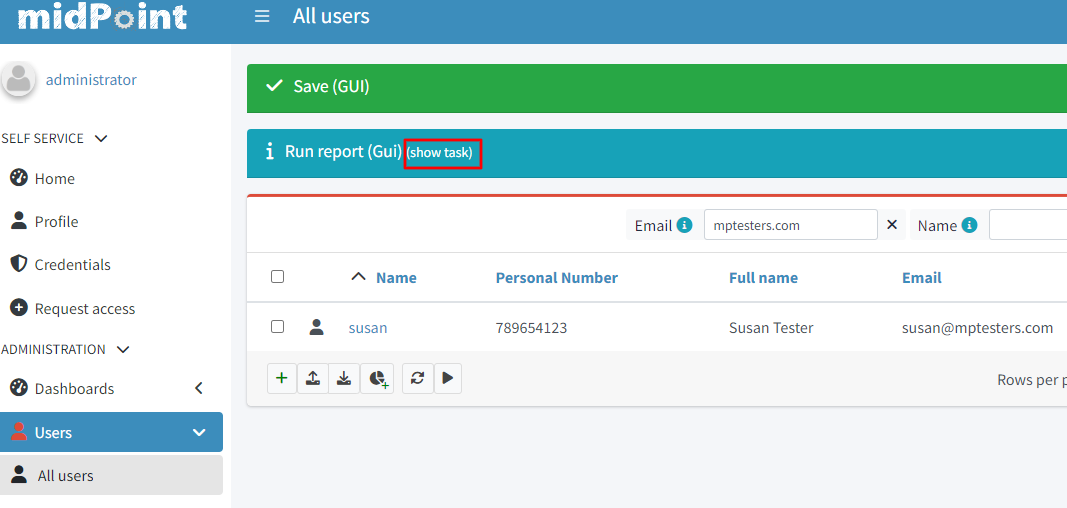 midPoint
All users
administrator
Save (GUI)
SELF SERVICE
Run report (Gui) (show task)
Home
Profile
Email mptesters.com Name
Credentials
Name Personal Number Full name Email
Request access
susan 789654123 Susan Tester susan@mptesters.com
ADMINISTRATION
Dashboards
Rows per
Users
All users